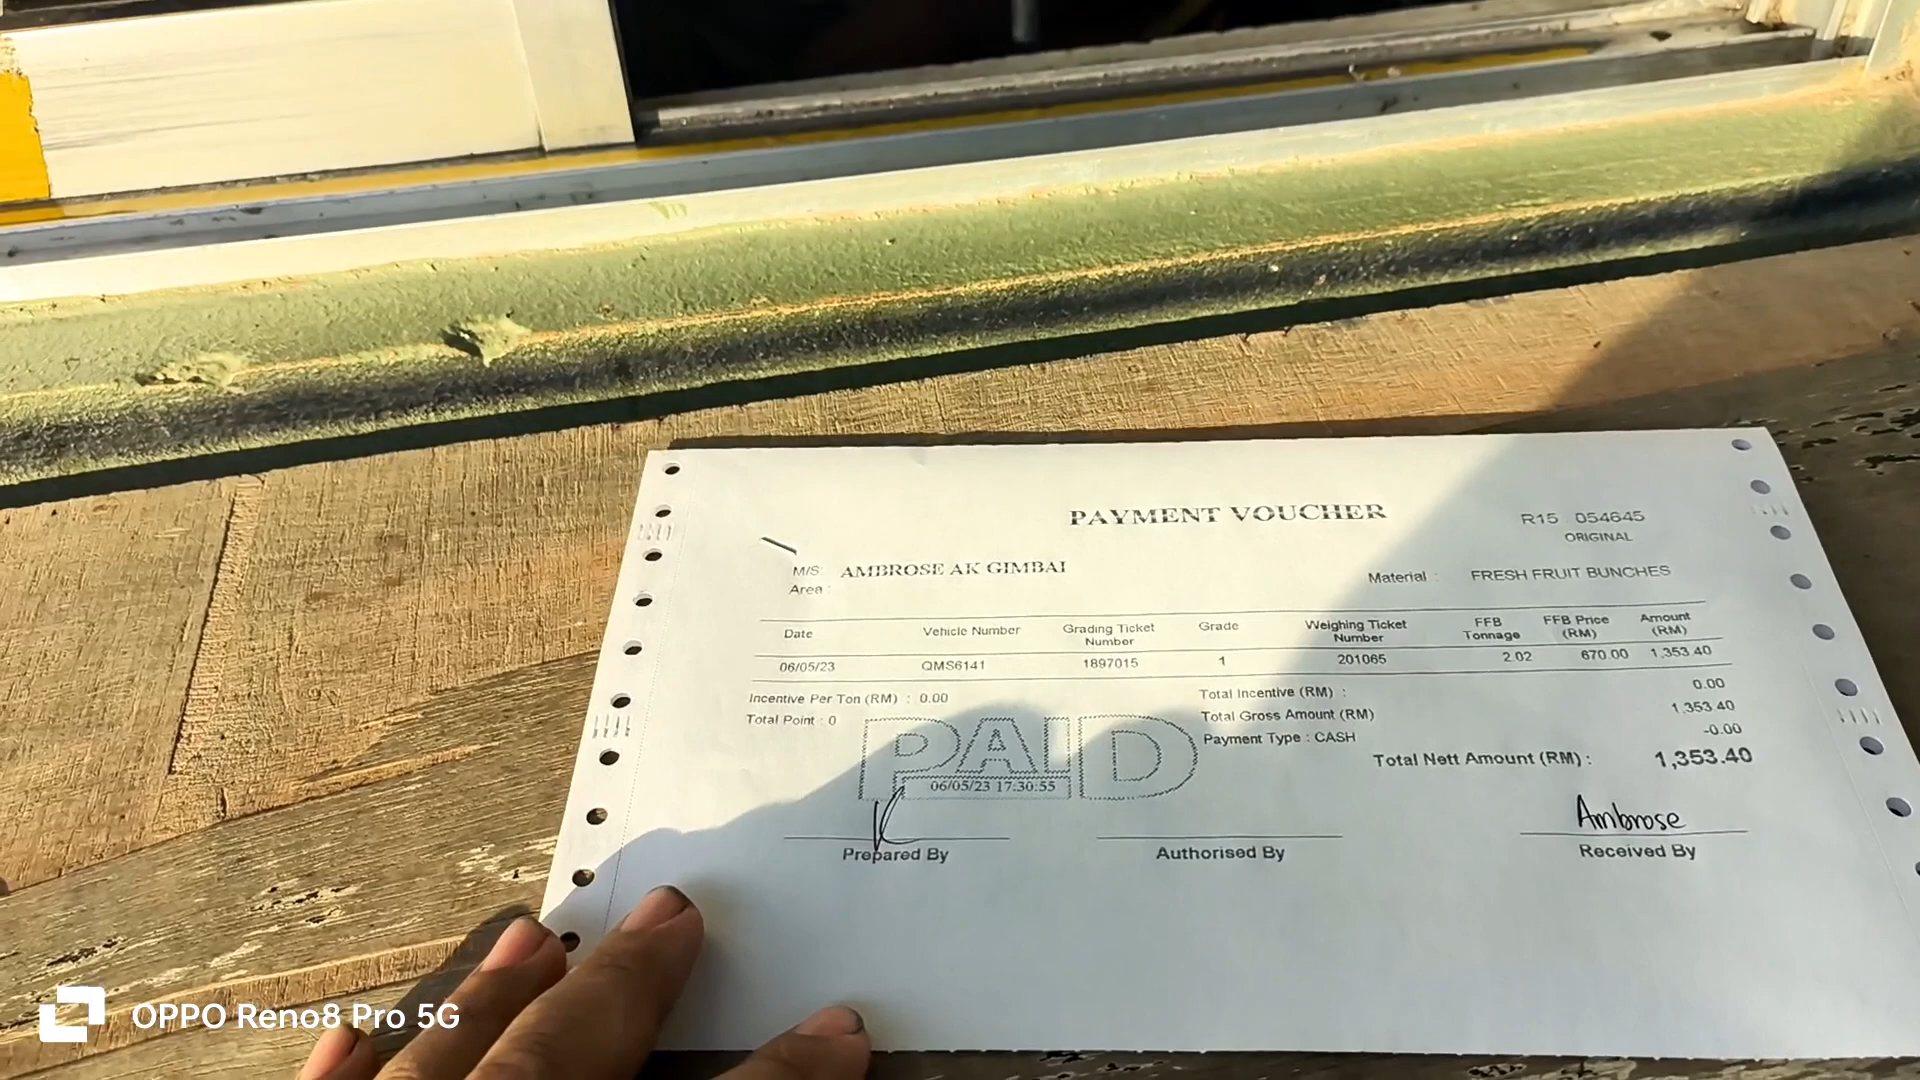 PAYMENT VOUCHER
R15 054645
ORIGINAL
M/S: AMBROSE AK GIMBAI
Area :
Material : FRESH FRUIT BUNCHES
Date Vehicle Number Grading Ticket Number Grade Weighing Ticket Number FFB Tonnage FFB Price (RM) Amount (RM)
06/05/23 QMS6141 1897015 1 201065 2.02 670.00 1,353.40
Incentive Per Ton (RM) : 0.00 Total Incentive (RM) : 0.00
Total Point : 0 Total Gross Amount (RM) 1,353.40
Payment Type : CASH -0.00
Total Nett Amount (RM) : 1,353.40
PAID
06/05/23 17:30:55
Ambrose
Prepared By Authorised By Received By
OPPO Reno8 Pro 5G